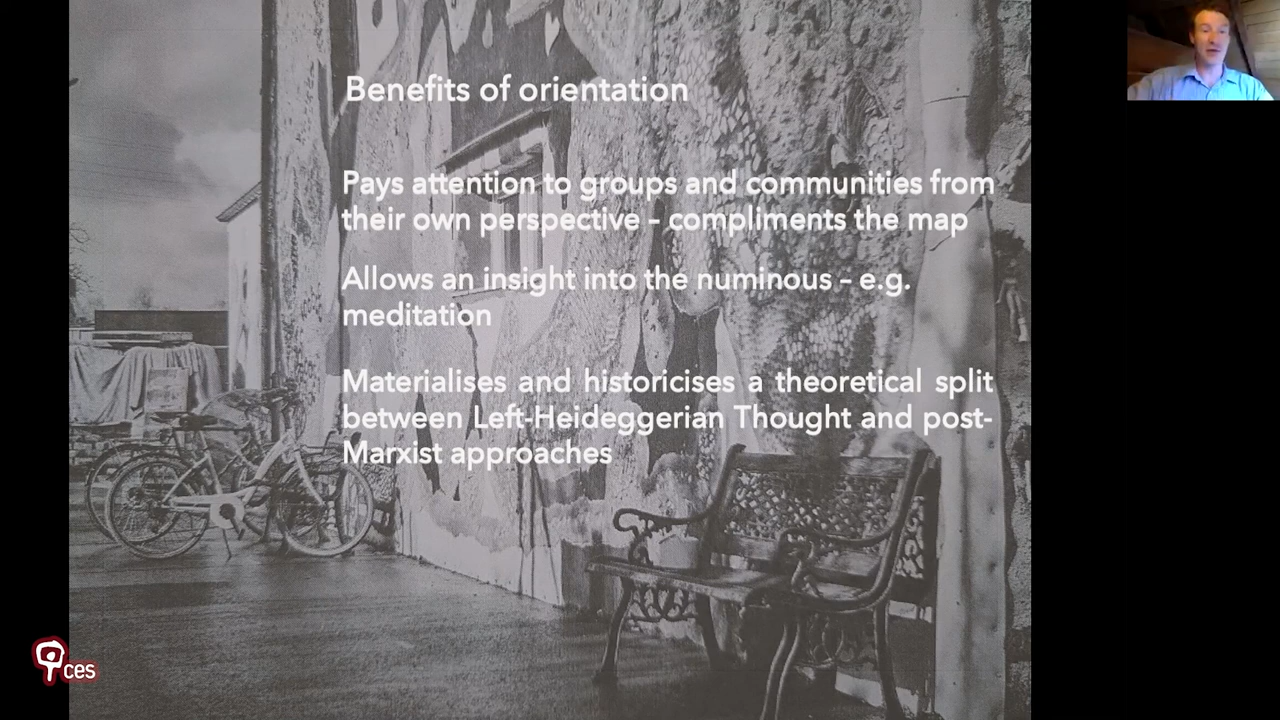 Benefits of orientation
Pays attention to groups and communities from
their own perspective – compliments the map
Allows an insight into the numinous – e.g.
meditation
Materialises and historicises a theoretical split
between Left-Heideggerian Thought and post-
Marxist approaches
ces